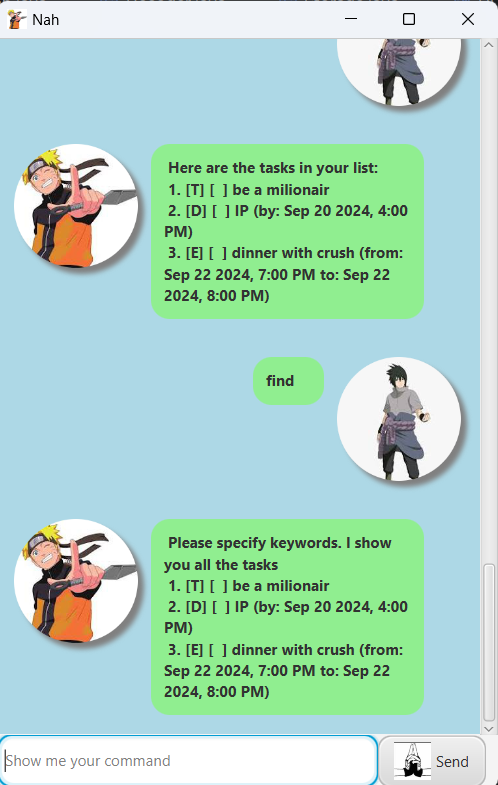 Nah
Here are the tasks in your list:
1. [T] [ ] be a milionair
2. [D] [ ] IP (by: Sep 20 2024, 4:00
PM)
3. [E] [ ] dinner with crush (from:
Sep 22 2024, 7:00 PM to: Sep 22
2024, 8:00 PM)
find
Please specify keywords. I show
you all the tasks
1. [T] [ ] be a milionair
2. [D] [ ] IP (by: Sep 20 2024, 4:00
PM)
3. [E] [ ] dinner with crush (from:
Sep 22 2024, 7:00 PM to: Sep 22
2024, 8:00 PM)
Show me your command
Send